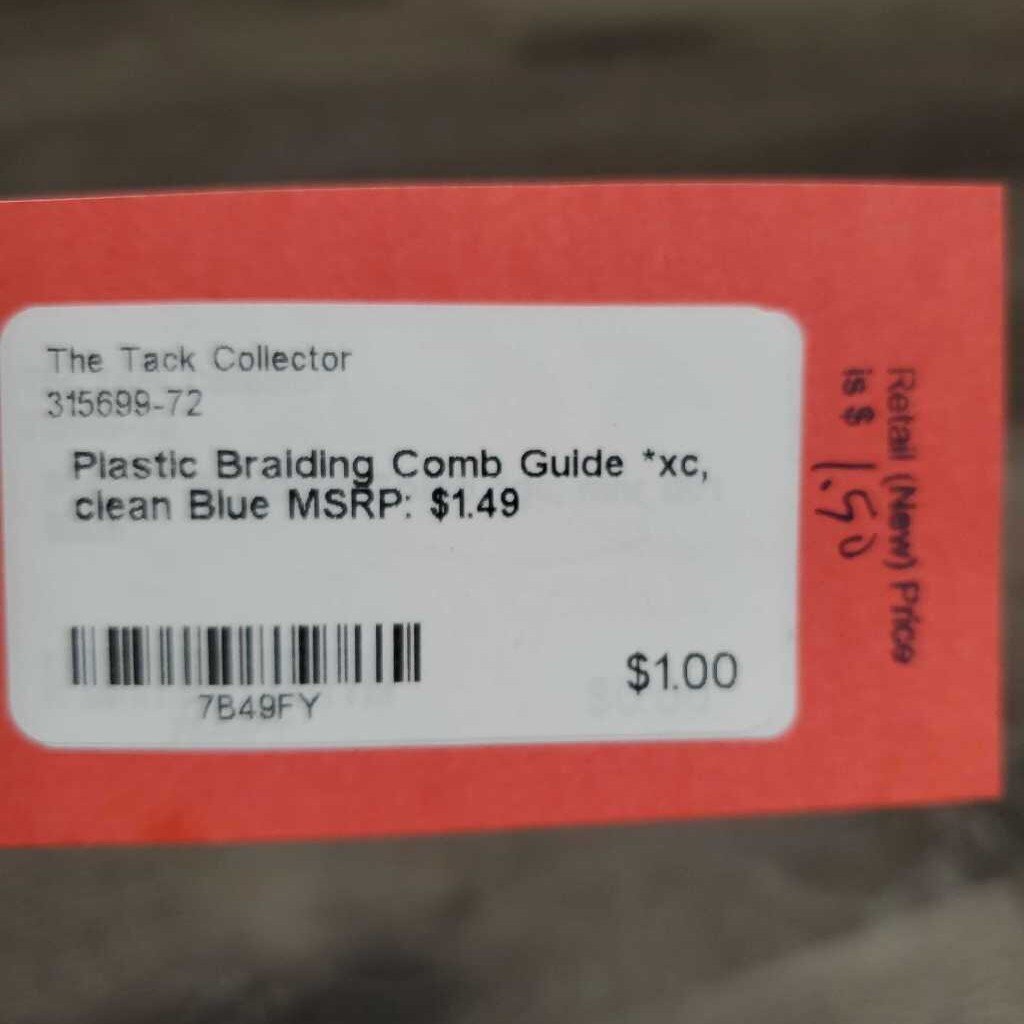 The Tack Collector
315699-72
Plastic Braiding Comb Guide *xc,
clean Blue MSRP: $1.49
7B49FY
$1.00
Retail (New) Price
is $ 1.50